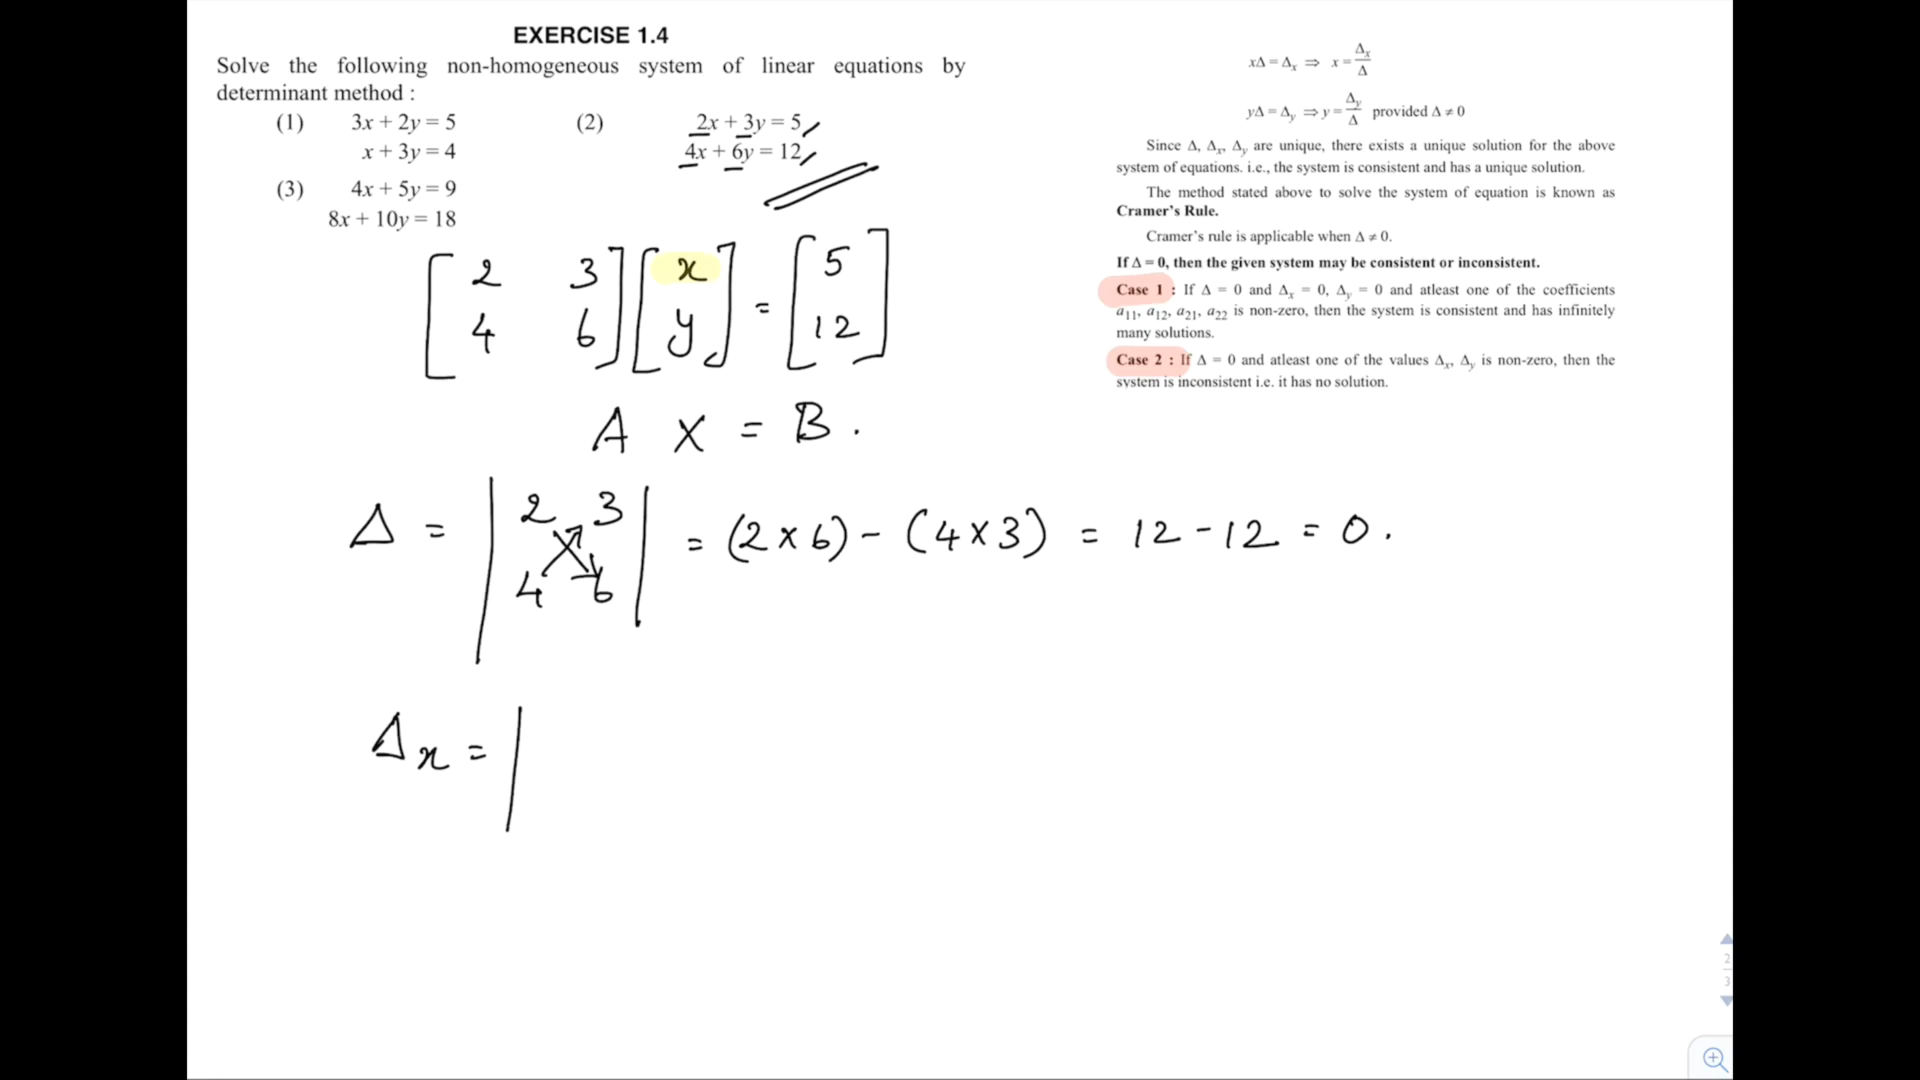 EXERCISE 1.4
Solve the following non-homogeneous system of linear equations by
determinant method :
(1) 3x + 2y = 5 (2) 2x + 3y = 5
x + 3y = 4 4x + 6y = 12
(3) 4x + 5y = 9
8x + 10y = 18
[2 3] [x] = [5]
[4 6] [y] [12]
A X = B .
Δ = |2 3| = (2 × 6) - (4 × 3) = 12 - 12 = 0 .
|4 6|
Δx = |
xΔ = Δx ⇒ x = Δx/Δ
yΔ = Δy ⇒ y = Δy/Δ provided Δ ≠ 0
Since Δ, Δx, Δy are unique, there exists a unique solution for the above
system of equations. i.e., the system is consistent and has a unique solution.
The method stated above to solve the system of equation is known as
Cramer's Rule.
Cramer's rule is applicable when Δ ≠ 0.
If Δ = 0, then the given system may be consistent or inconsistent.
Case 1 : If Δ = 0 and Δx = 0, Δy = 0 and atleast one of the coefficients
a11, a12, a21, a22 is non-zero, then the system is consistent and has infinitely
many solutions.
Case 2 : If Δ = 0 and atleast one of the values Δx, Δy is non-zero, then the
system is inconsistent i.e. it has no solution.
2
3